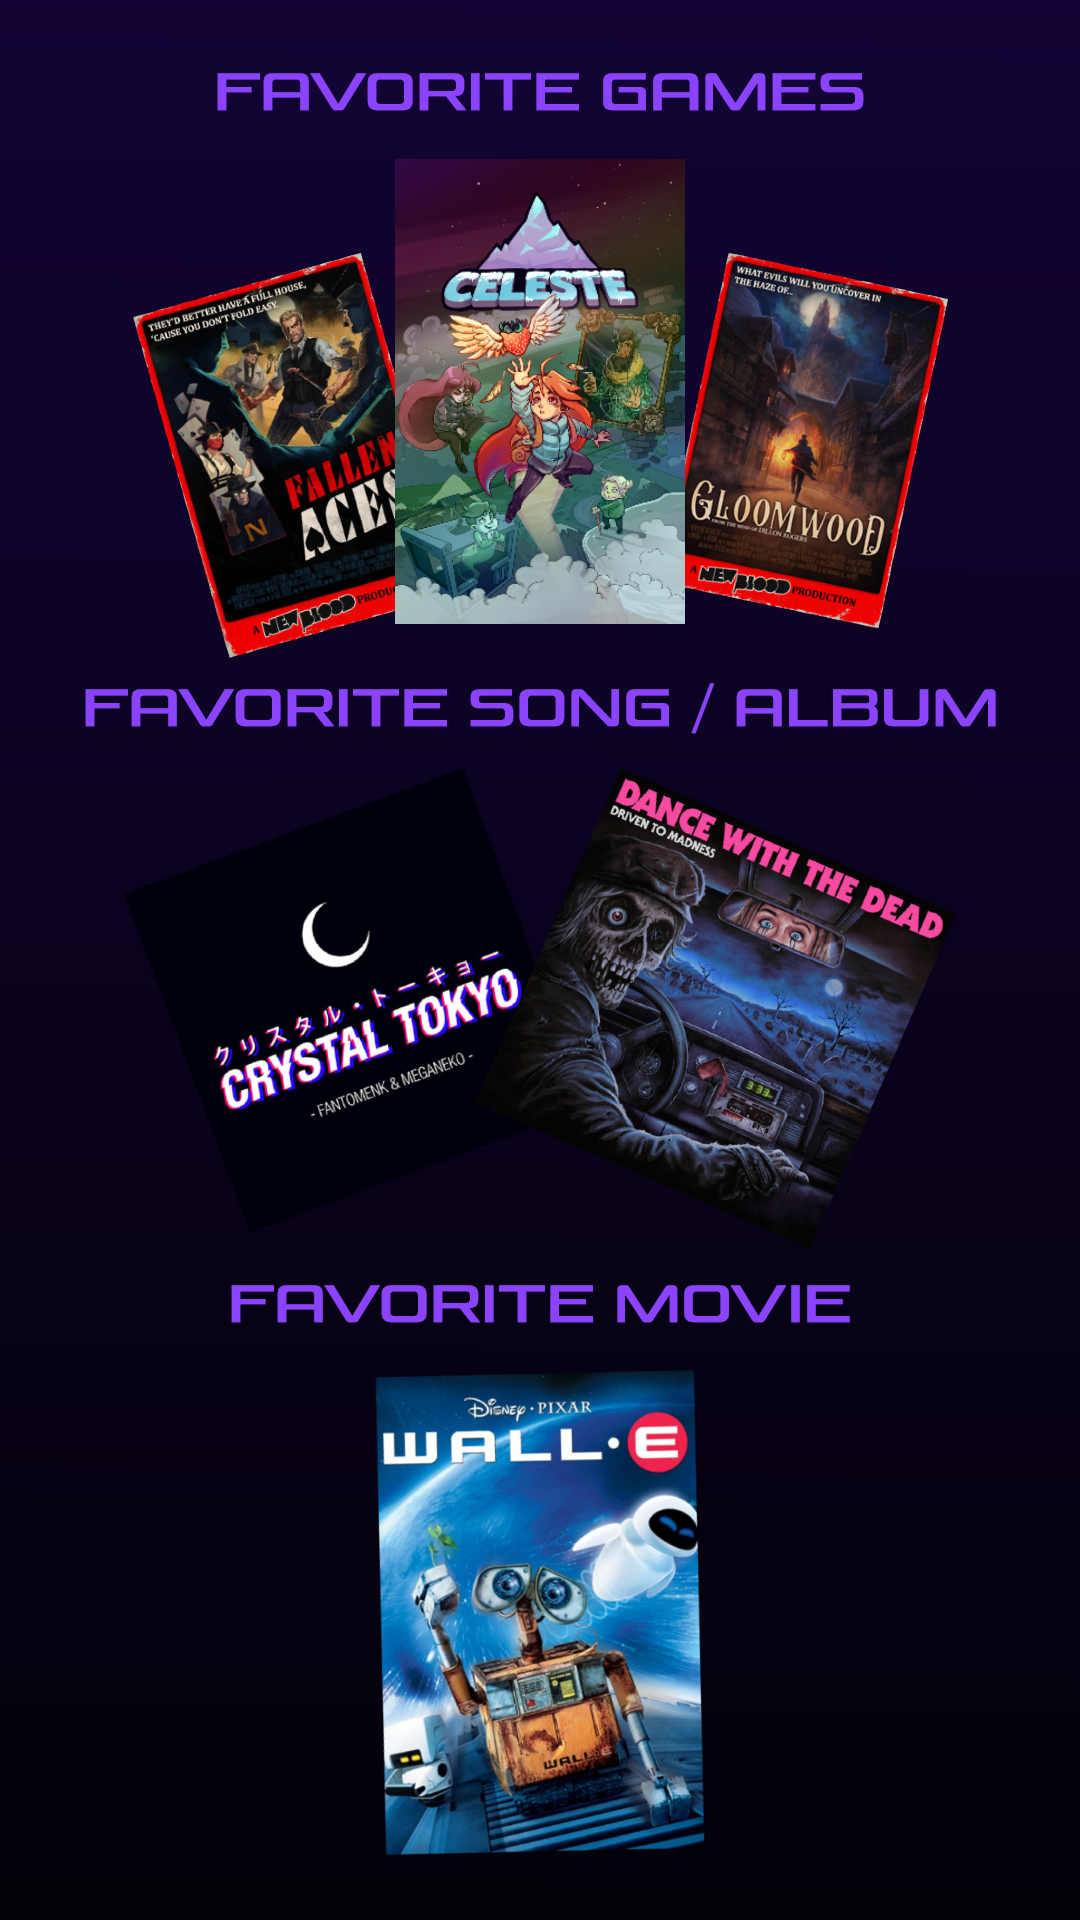 FAVORITE GAMES
THEY'D BETTER HAVE A FULL HOUSE,
'CAUSE YOU DON'T FOLD EASY.
FALLEN
ACES
N
A NEW BLOOD PRODU
CELESTE
WHAT EVILS WILL YOU UNCOVER IN
THE HAZE OF...
GLOOMWOOD
FROM THE MIND OF DILLON ROGERS
A NEW BLOOD PRODUCTION
FAVORITE SONG / ALBUM
クリスタル・トーキョー
CRYSTAL TOKYO
- FANTOMENK & MEGANEKO -
DANCE WITH THE DEAD
DRIVEN TO MADNESS
3:33
FAVORITE MOVIE
Disney · PIXAR
WALL·E
WALL·E